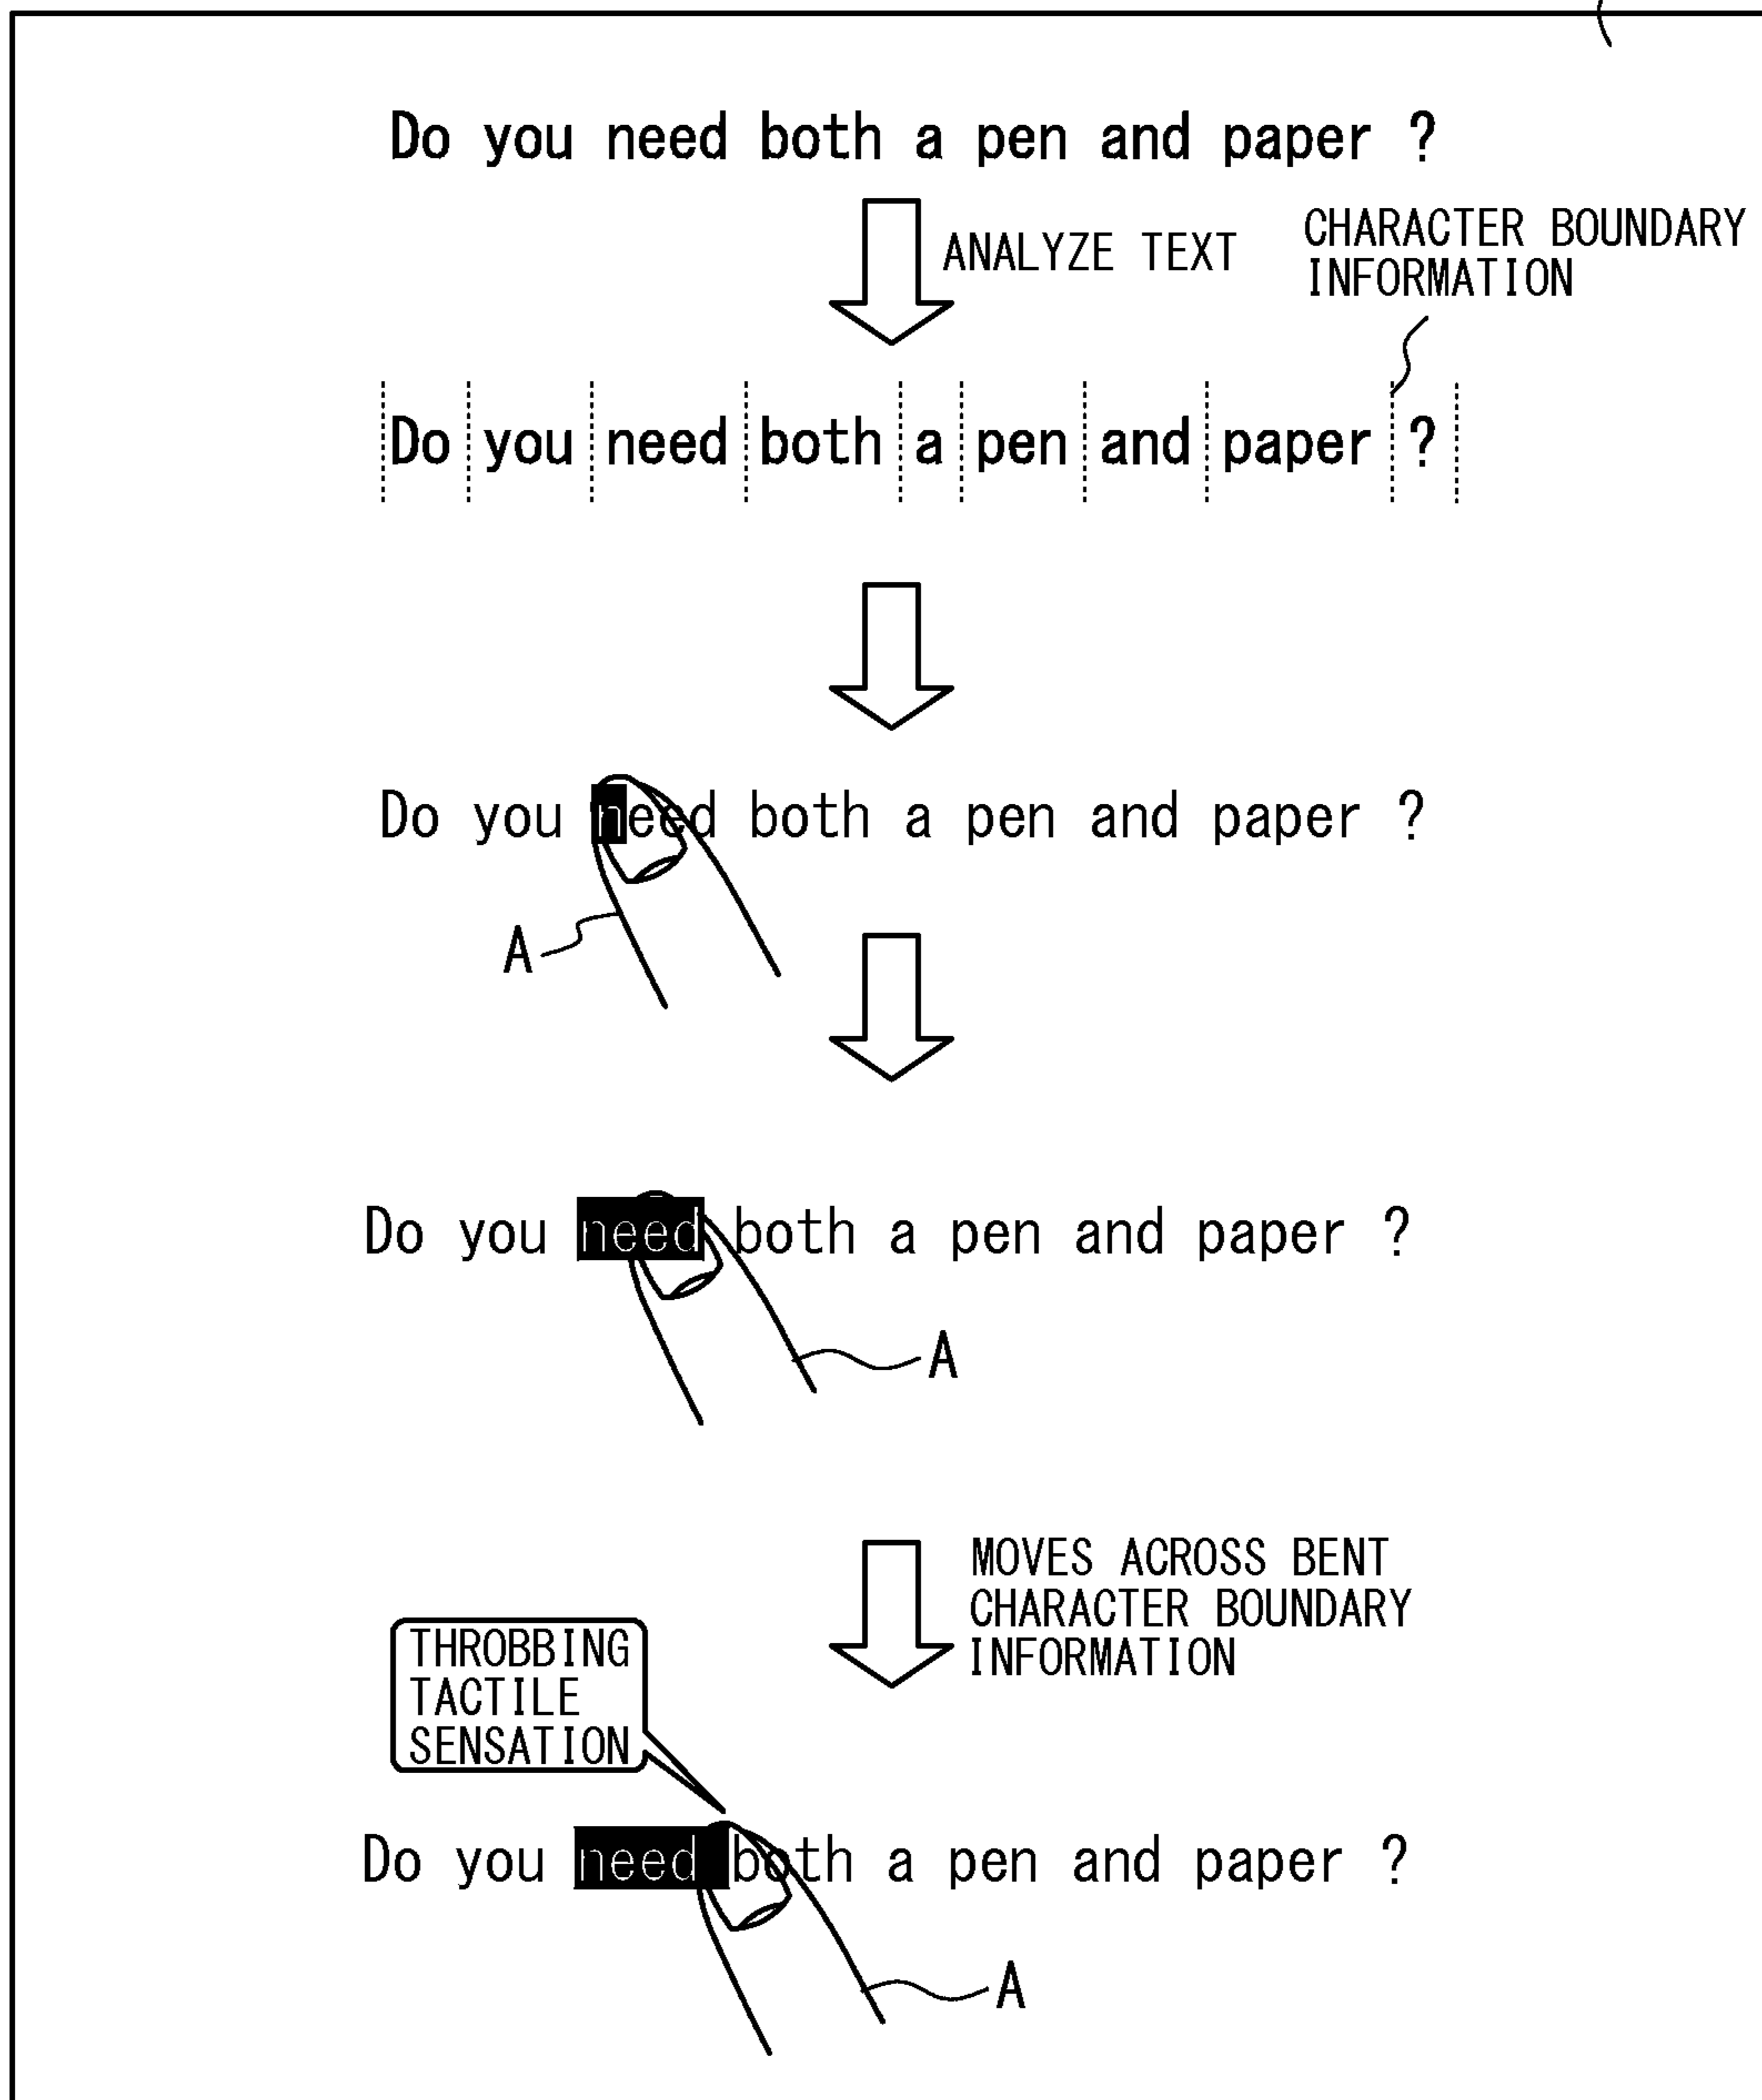 Do you need both a pen and paper ?
ANALYZE TEXT
CHARACTER BOUNDARY
INFORMATION
Do you need both a pen and paper ?
Do you need both a pen and paper ?
A
Do you need both a pen and paper ?
A
MOVES ACROSS BENT
CHARACTER BOUNDARY
INFORMATION
THROBBING
TACTILE
SENSATION
Do you need both a pen and paper ?
A